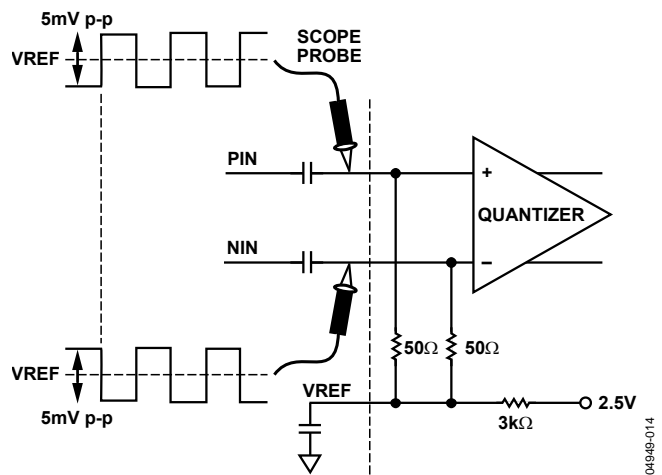 5mV p-p
VREF
SCOPE
PROBE
PIN
+
QUANTIZER
NIN
−
50Ω
50Ω
VREF
VREF
2.5V
5mV p-p
3kΩ
04949-014